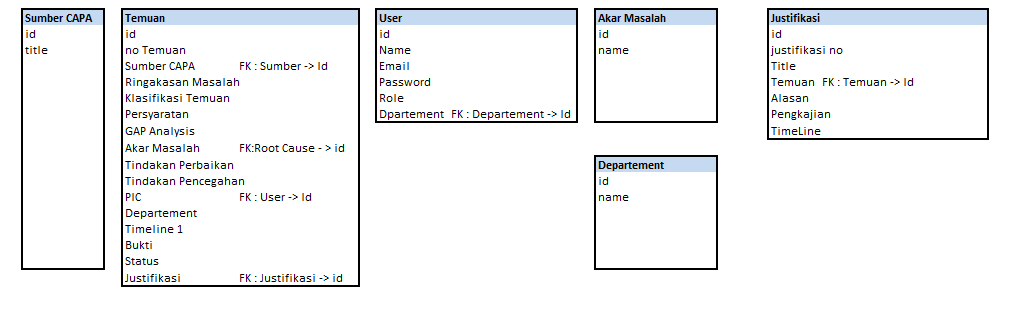 Sumber CAPA
id
title
Temuan
id
no Temuan
Sumber CAPA FK : Sumber -> Id
Ringakasan Masalah
Klasifikasi Temuan
Persyaratan
GAP Analysis
Akar Masalah FK:Root Cause - > id
Tindakan Perbaikan
Tindakan Pencegahan
PIC FK : User -> Id
Departement
Timeline 1
Bukti
Status
Justifikasi FK : Justifikasi -> id
User
id
Name
Email
Password
Role
Dpartement FK : Departement -> Id
Akar Masalah
id
name
Departement
id
name
Justifikasi
id
justifikasi no
Title
Temuan FK : Temuan -> Id
Alasan
Pengkajian
TimeLine